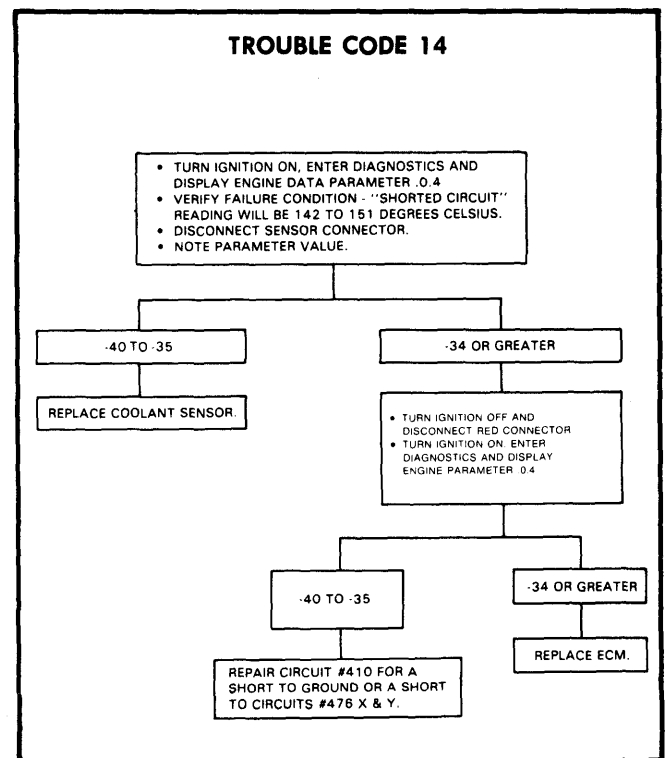 TROUBLE CODE 14
• TURN IGNITION ON, ENTER DIAGNOSTICS AND
DISPLAY ENGINE DATA PARAMETER .0.4
• VERIFY FAILURE CONDITION - "SHORTED CIRCUIT"
READING WILL BE 142 TO 151 DEGREES CELSIUS.
• DISCONNECT SENSOR CONNECTOR.
• NOTE PARAMETER VALUE.
-40 TO -35
-34 OR GREATER
REPLACE COOLANT SENSOR.
• TURN IGNITION OFF AND
DISCONNECT RED CONNECTOR
• TURN IGNITION ON. ENTER
DIAGNOSTICS AND DISPLAY
ENGINE PARAMETER .0.4
-40 TO -35
-34 OR GREATER
REPLACE ECM.
REPAIR CIRCUIT #410 FOR A
SHORT TO GROUND OR A SHORT
TO CIRCUITS #476 X & Y.